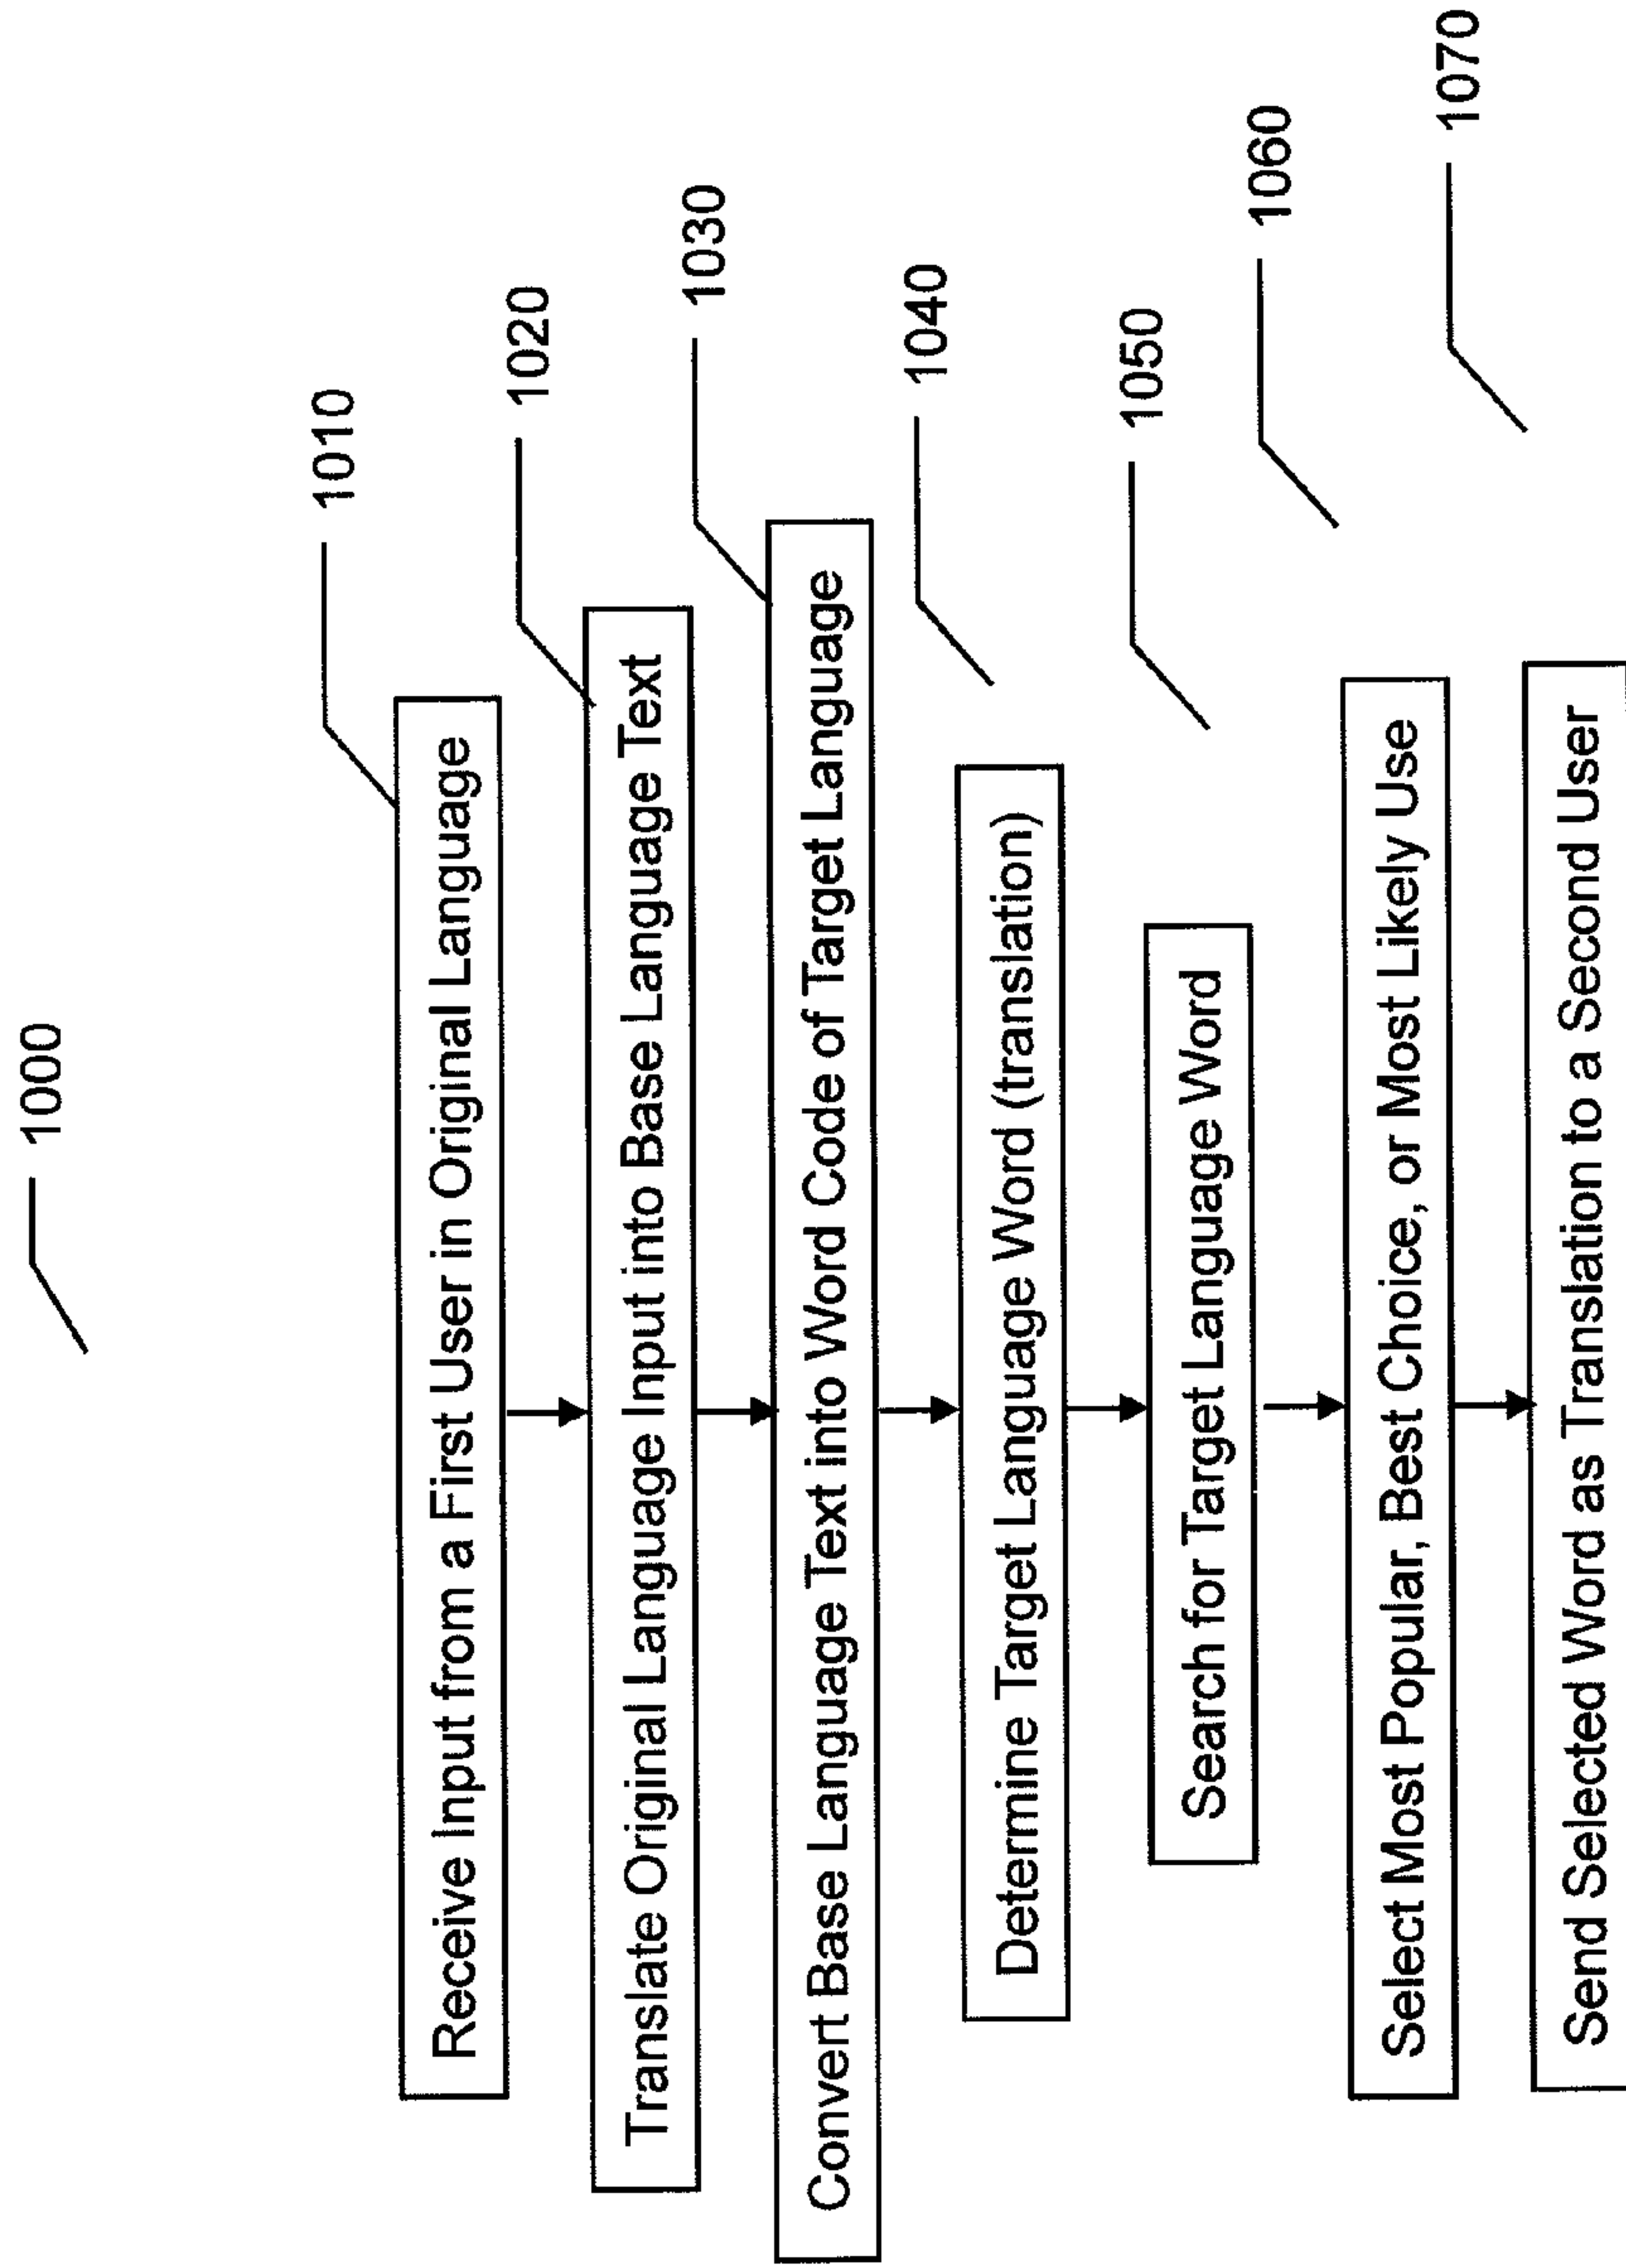 1000
1010
Receive Input from a First User in Original Language
1020
Translate Original Language Input into Base Language Text
1030
Convert Base Language Text into Word Code of Target Language
1040
Determine Target Language Word (translation)
1050
Search for Target Language Word
1060
Select Most Popular, Best Choice, or Most Likely Use
1070
Send Selected Word as Translation to a Second User